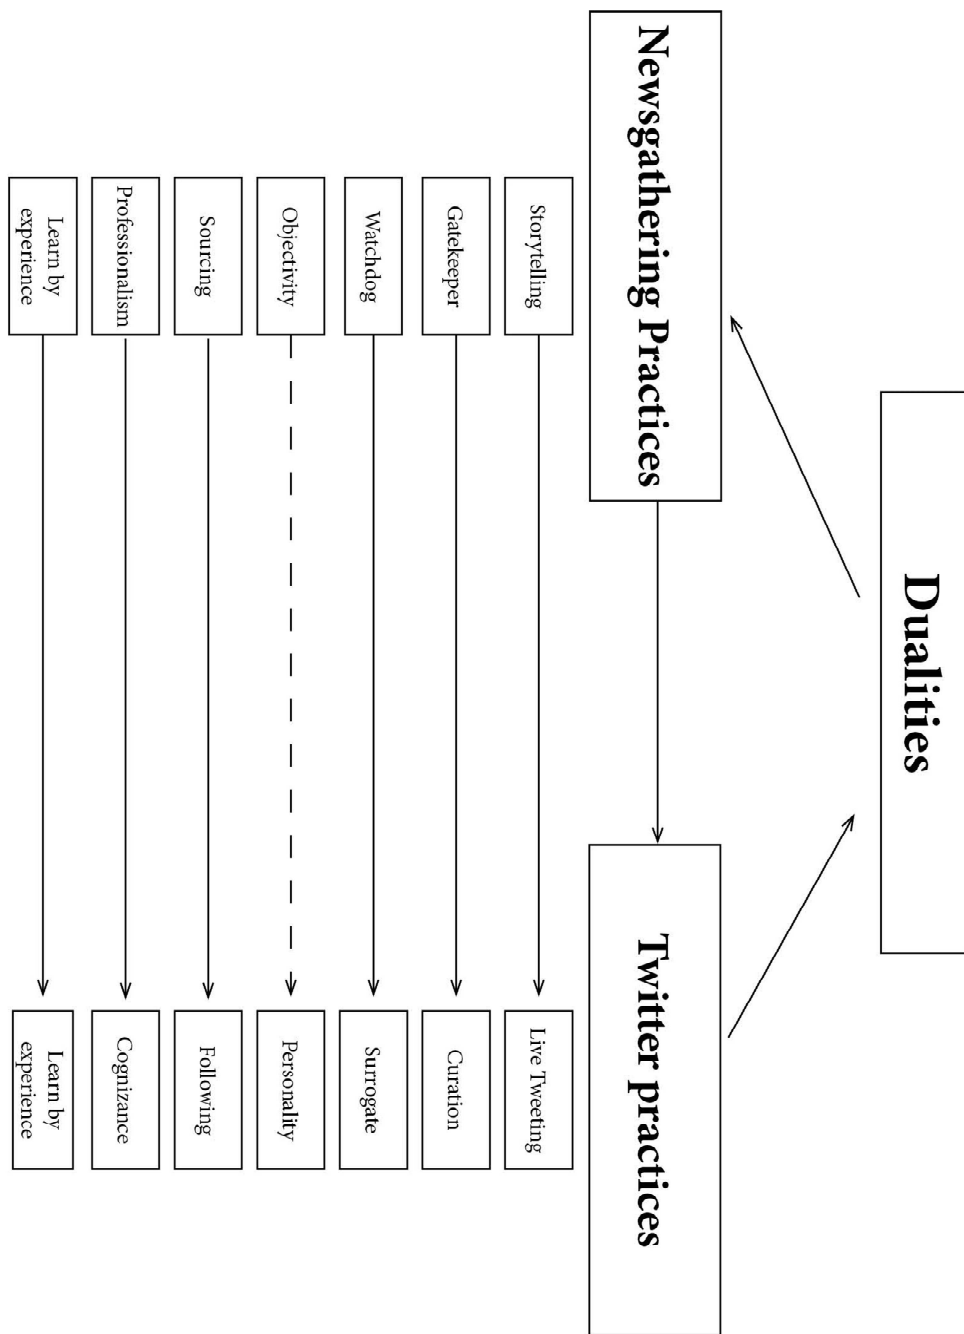 Dualities
Newsgathering Practices
Twitter practices
Storytelling
Live Tweeting
Gatekeeper
Curation
Watchdog
Surrogate
Objectivity
Personality
Sourcing
Following
Professionalism
Cognizance
Learn by
experience
Learn by
experience